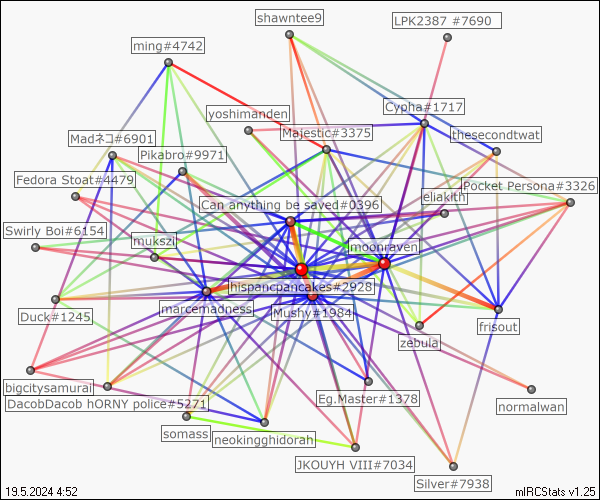 shawntee9
LPK2387 #7690
ming#4742
yoshimanden
Cypha#1717
Majestic#3375
thesecondtwat
Madネコ#6901
Pikabro#9971
Fedora Stoat#4479
Pocket Persona#3326
eliakith
Can anything be saved#0396
Swirly Boi#6154
mukszi
moonraven
hispancpancakes#2928
marcemadness
Mushy#1984
Duck#1245
frisout
zebula
bigcitysamurai
DacobDacob hORNY police#5271
Eg.Master#1378
normalwan
somass
neokingghidorah
JKOUYH VIII#7034
Silver#7938
19.5.2024 4:52
mIRCStats v1.25